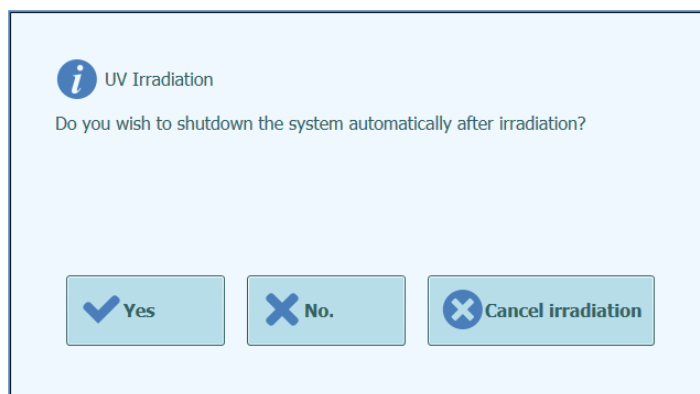 UV Irradiation
Do you wish to shutdown the system automatically after irradiation?
Yes
No.
Cancel irradiation